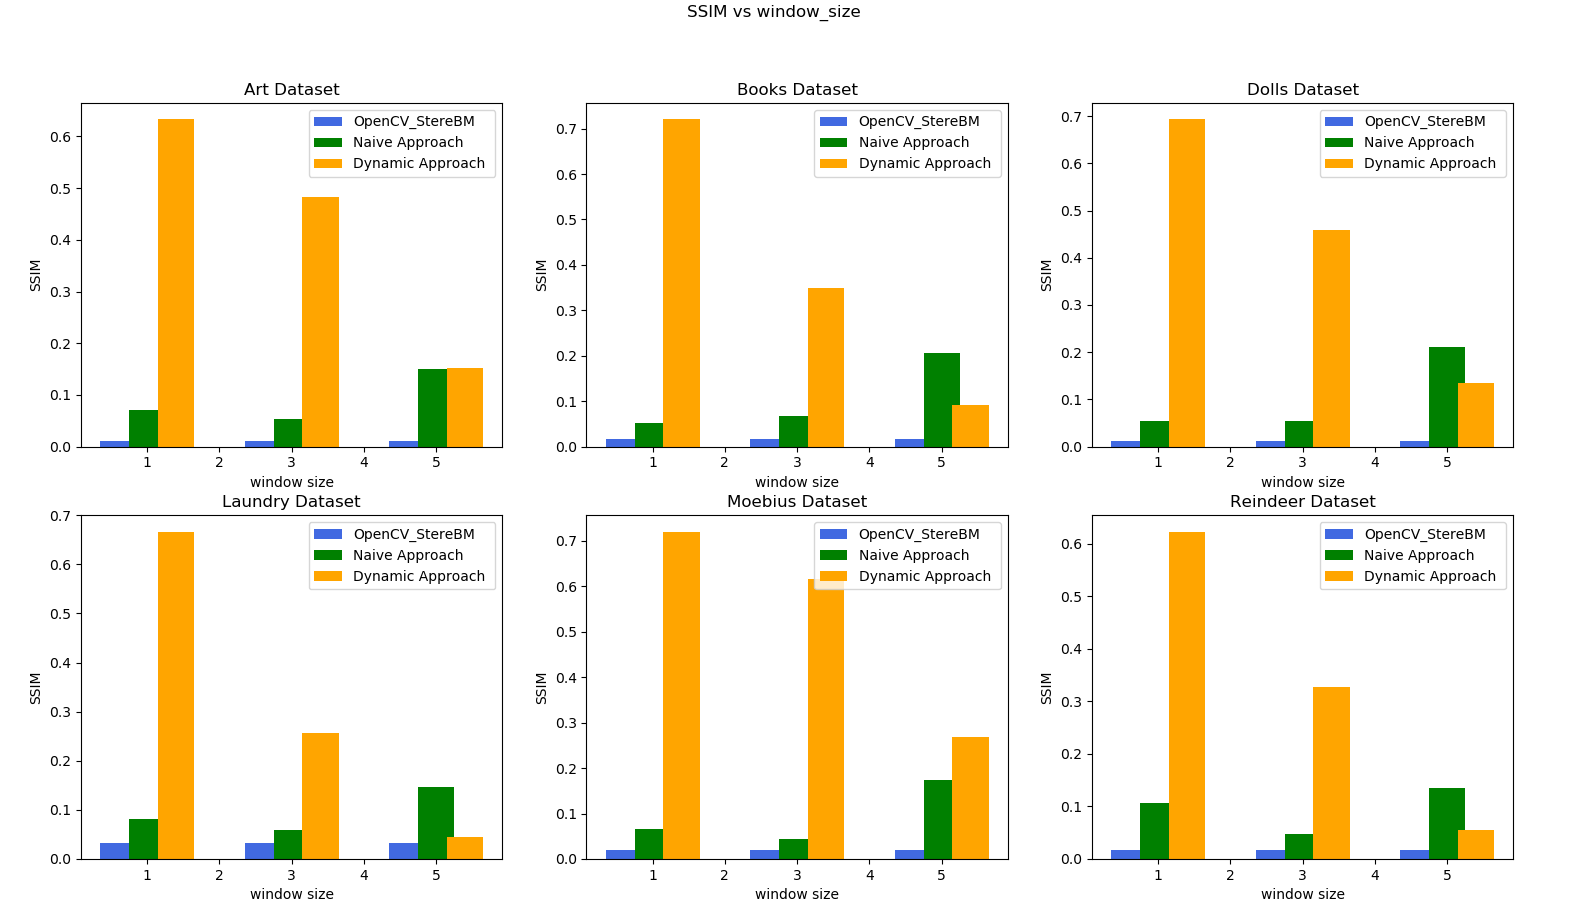 SSIM vs window_size
Art Dataset
OpenCV_StereBM
Naive Approach
Dynamic Approach
SSIM
0.6
0.5
0.4
0.3
0.2
0.1
0.0
1 2 3 4 5
window size
Books Dataset
OpenCV_StereBM
Naive Approach
Dynamic Approach
SSIM
0.7
0.6
0.5
0.4
0.3
0.2
0.1
0.0
1 2 3 4 5
window size
Dolls Dataset
OpenCV_StereBM
Naive Approach
Dynamic Approach
SSIM
0.7
0.6
0.5
0.4
0.3
0.2
0.1
0.0
1 2 3 4 5
window size
Laundry Dataset
OpenCV_StereBM
Naive Approach
Dynamic Approach
SSIM
0.7
0.6
0.5
0.4
0.3
0.2
0.1
0.0
1 2 3 4 5
window size
Moebius Dataset
OpenCV_StereBM
Naive Approach
Dynamic Approach
SSIM
0.7
0.6
0.5
0.4
0.3
0.2
0.1
0.0
1 2 3 4 5
window size
Reindeer Dataset
OpenCV_StereBM
Naive Approach
Dynamic Approach
SSIM
0.6
0.5
0.4
0.3
0.2
0.1
0.0
1 2 3 4 5
window size